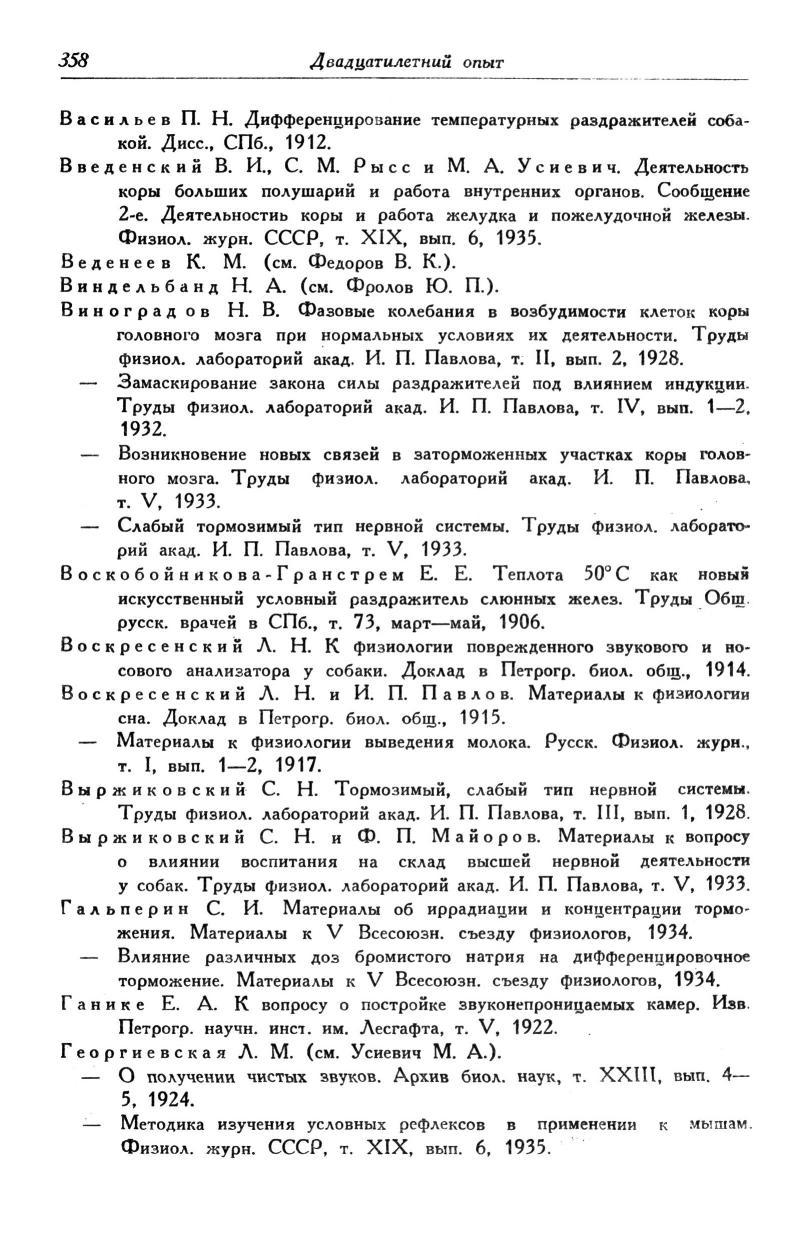 358 Двадцатилетний опыт
Васильев П. Н. Дифференцирование температурных раздражителей соба-
кой. Дисс., СПб., 1912.
Введенский В. И., С. М. Рысс и М. А. Усиевич. Деятельность
коры больших полушарий и работа внутренних органов. Сообщение
2-е. Деятельностиь коры и работа желудка и пожелудочной железы.
Физиол. журн. СССР, т. XIX, вып. 6, 1935.
Веденеев К. М. (см. Федоров В. К.).
Виндельбанд Н. А. (см. Фролов Ю. П.).
Виноградов Н. В. Фазовые колебания в возбудимости клеток коры
головного мозга при нормальных условиях их деятельности. Труды
физиол. лабораторий акад. И. П. Павлова, т. II, вып. 2, 1928.
— Замаскирование закона силы раздражителей под влиянием индукции.
Труды физиол. лабораторий акад. И. П. Павлова, т. IV, вып. 1—2,
1932.
— Возникновение новых связей в заторможенных участках коры голов-
ного мозга. Труды физиол. лабораторий акад. И. П. Павлова,
т. V, 1933.
— Слабый тормозимый тип нервной системы. Труды физиол. лаборато-
рий акад. И. П. Павлова, т. V, 1933.
Воскобойникова-Гранстрем Е. Е. Теплота 50°С как новый
искусственный условный раздражитель слюнных желез. Труды Общ.
русск. врачей в СПб., т. 73, март—май, 1906.
Воскресенский Л. Н. К физиологии поврежденного звукового и но-
сового анализатора у собаки. Доклад в Петрогр. биол. общ., 1914.
Воскресенский Л. Н. и И. П. Павлов. Материалы к физиологии
сна. Доклад в Петрогр. биол. общ., 1915.
— Материалы к физиологии выведения молока. Русск. Физиол. журн.,
т. I, вып. 1—2, 1917.
Выржиковский С. Н. Тормозимый, слабый тип нервной системы.
Труды физиол. лабораторий акад. И. П. Павлова, т. III, вып. 1, 1928.
Выржиковский С. Н. и Ф. П. Майоров. Материалы к вопросу
о влиянии воспитания на склад высшей нервной деятельности
у собак. Труды физиол. лабораторий акад. И. П. Павлова, т. V, 1933.
Гальперин С. И. Материалы об иррадиации и концентрации тормо-
жения. Материалы к V Всесоюзн. съезду физиологов, 1934.
— Влияние различных доз бромистого натрия на дифференцировочное
торможение. Материалы к V Всесоюзн. съезду физиологов, 1934.
Ганике Е. А. К вопросу о постройке звуконепроницаемых камер. Изв.
Петрогр. научн. инст. им. Лесгафта, т. V, 1922.
Георгиевская Л. М. (см. Усиевич М. А.).
— О получении чистых звуков. Архив биол. наук, т. XXIII, вып. 4—
5, 1924.
— Методика изучения условных рефлексов в применении к мышам.
Физиол. журн. СССР, т. XIX, вып. 6, 1935.